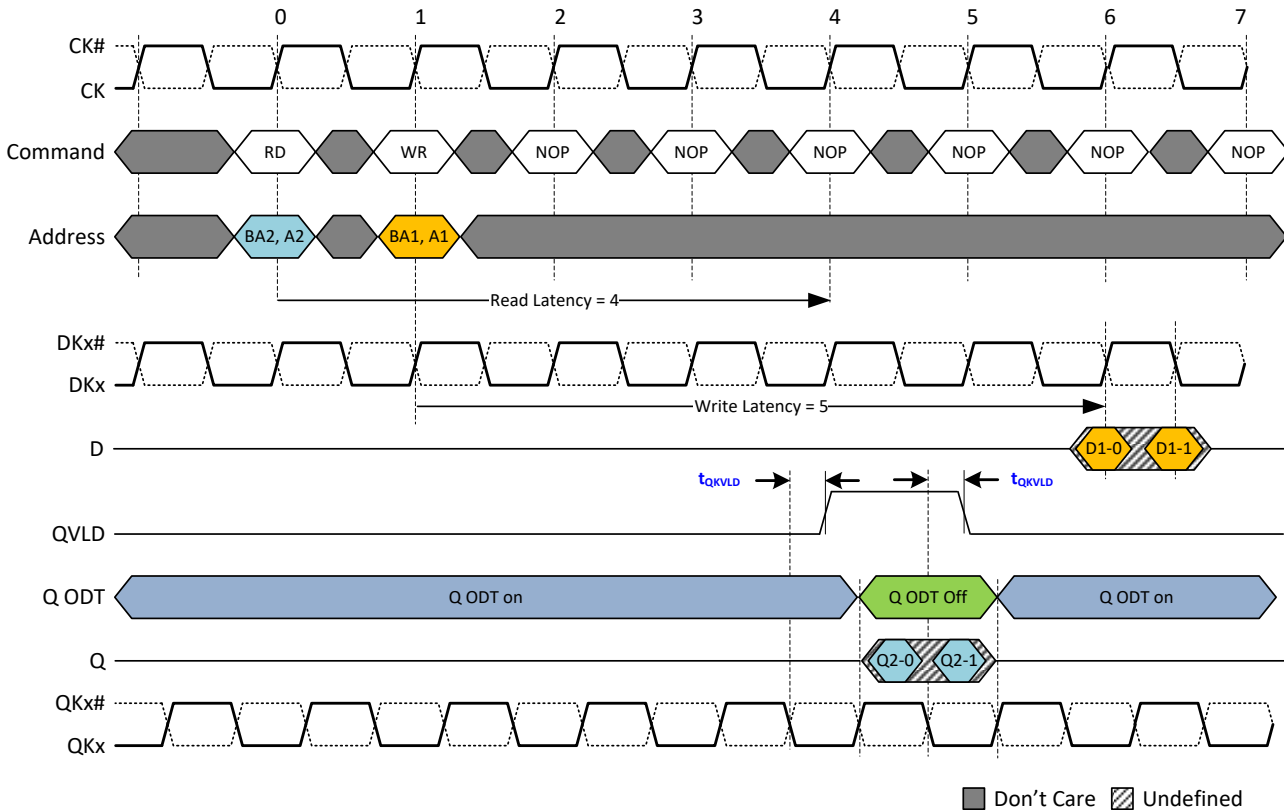 0 1 2 3 4 5 6 7
CK#
CK
Command RD WR NOP NOP NOP NOP NOP NOP
Address BA2, A2 BA1, A1
Read Latency = 4
DKx#
DKx
Write Latency = 5
D D1-0 D1-1
tQKVLD tQKVLD
QVLD
Q ODT Q ODT on Q ODT Off Q ODT on
Q Q2-0 Q2-1
QKx#
QKx
Don't Care Undefined